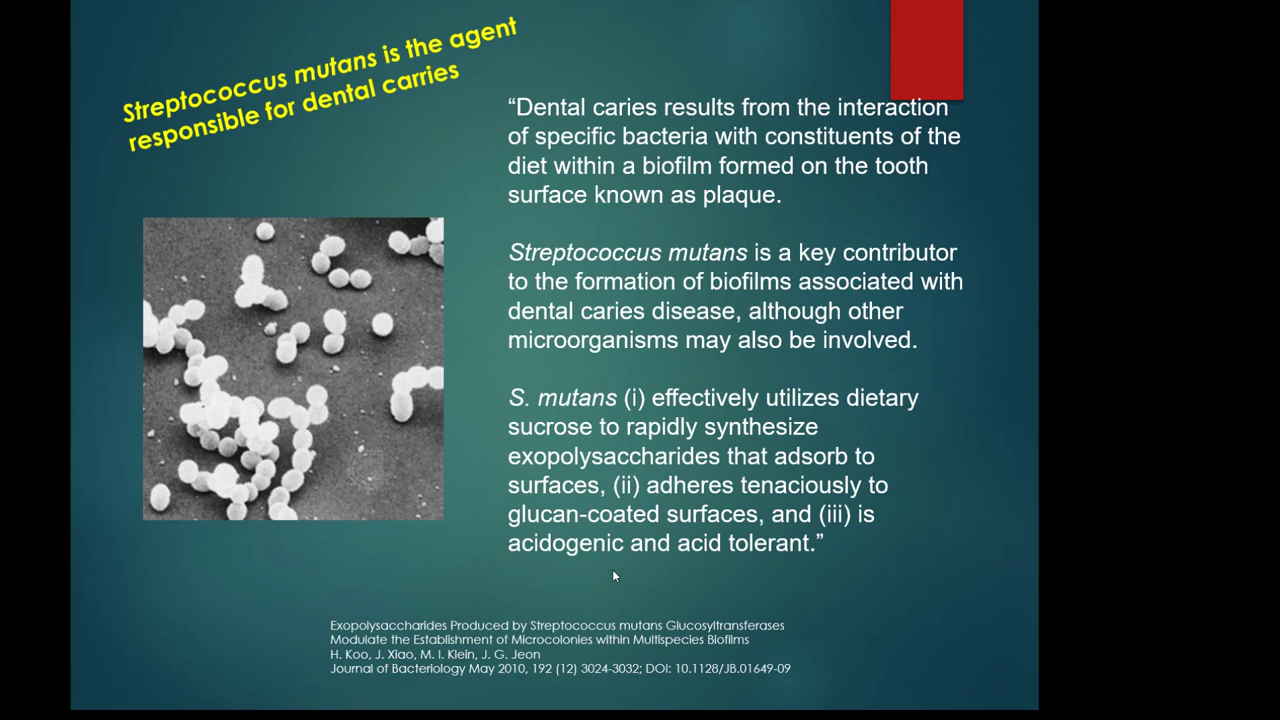 Streptococcus mutans is the agent
responsible for dental carries
“Dental caries results from the interaction
of specific bacteria with constituents of the
diet within a biofilm formed on the tooth
surface known as plaque.
Streptococcus mutans is a key contributor
to the formation of biofilms associated with
dental caries disease, although other
microorganisms may also be involved.
S. mutans (i) effectively utilizes dietary
sucrose to rapidly synthesize
exopolysaccharides that adsorb to
surfaces, (ii) adheres tenaciously to
glucan-coated surfaces, and (iii) is
acidogenic and acid tolerant.”
Exopolysaccharides Produced by Streptococcus mutans Glucosyltransferases
Modulate the Establishment of Microcolonies within Multispecies Biofilms
H. Koo, J. Xiao, M. I. Klein, J. G. Jeon
Journal of Bacteriology May 2010, 192 (12) 3024-3032; DOI: 10.1128/JB.01649-09